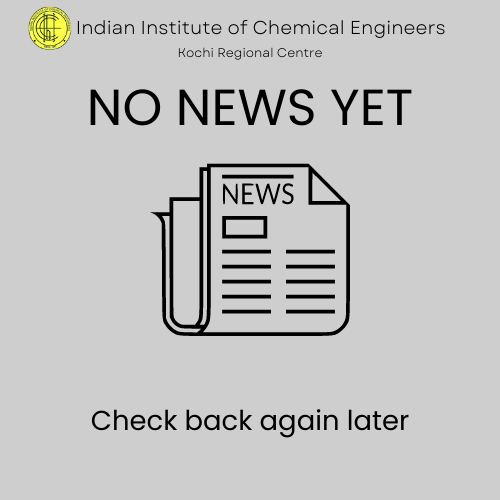 Indian Institute of Chemical Engineers
Kochi Regional Centre
NO NEWS YET
NEWS
Check back again later